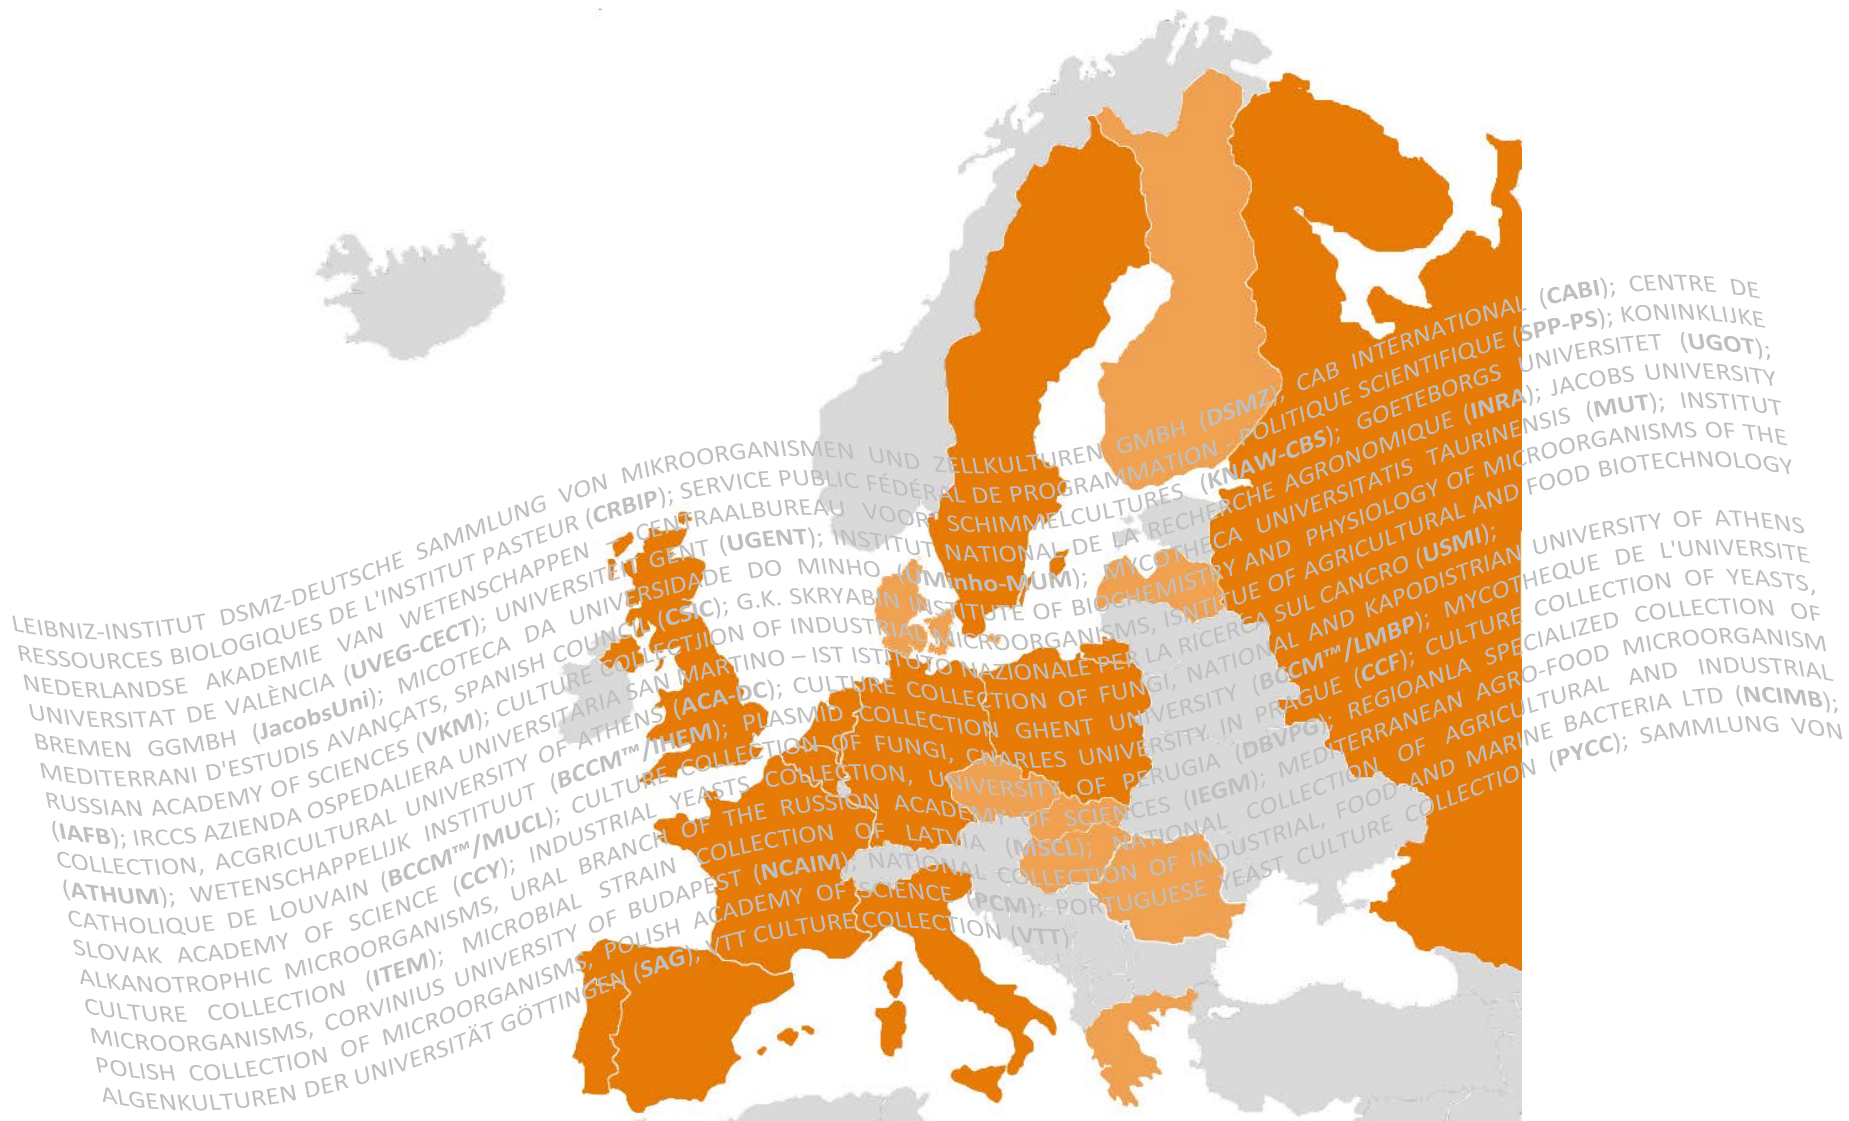 LEIBNIZ-INSTITUT DSMZ-DEUTSCHE SAMMLUNG VON MIKROORGANISMEN UND ZELLKULTUREN GMBH (DSMZ); CAB INTERNATIONAL (CABI); CENTRE DE
RESSOURCES BIOLOGIQUES DE L'INSTITUT PASTEUR (CRBIP); SERVICE PUBLIC FÉDÉRAL DE PROGRAMMATION - POLITIQUE SCIENTIFIQUE (SPP-PS); KONINKLIJKE
NEDERLANDSE AKADEMIE VAN WETENSCHAPPEN - CENTRAALBUREAU VOOR SCHIMMELCULTURES (KNAW-CBS); GOETEBORGS UNIVERSITET (UGOT);
UNIVERSITAT DE VALÈNCIA (UVEG-CECT); UNIVERSITEIT GENT (UGENT); INSTITUT NATIONAL DE LA RECHERCHE AGRONOMIQUE (INRA); JACOBS UNIVERSITY
BREMEN GGMBH (JacobsUni); MICOTECA DA UNIVERSIDADE DO MINHO (UMinho-MUM); MYCOTHECA UNIVERSITATIS TAURINENSIS (MUT); INSTITUT
MEDITERRANI D'ESTUDIS AVANÇATS, SPANISH COUNCIL (CSIC); G.K. SKRYABIN INSTITUTE OF BIOCHEMISTRY AND PHYSIOLOGY OF MICROORGANISMS OF THE
RUSSIAN ACADEMY OF SCIENCES (VKM); CULTURE COLLECTJION OF INDUSTRIAL MICROORGANISMS, ISNTITUE OF AGRICULTURAL AND FOOD BIOTECHNOLOGY
(IAFB); IRCCS AZIENDA OSPEDALIERA UNIVERSITARIA SAN MARTINO – IST ISTITUTO NAZIONALE PER LA RICERCA SUL CANCRO (USMI);
COLLECTION, ACGRICULTURAL UNIVERSITY OF ATHENS (ACA-DC); CULTURE COLLECTION OF FUNGI, NATIONAL AND KAPODISTRIAN UNIVERSITY OF ATHENS
(ATHUM); WETENSCHAPPELIJK INSTITUUT (BCCM™/IHEM); PLASMID COLLECTION GHENT UNIVERSITY (BCCM™/LMBP); MYCOTHEQUE DE L'UNIVERSITE
CATHOLIQUE DE LOUVAIN (BCCM™/MUCL); CULTURE COLLECTION OF FUNGI, CHARLES UNIVERSITY IN PRAGUE (CCF); CULTURE COLLECTION OF YEASTS,
SLOVAK ACADEMY OF SCIENCE (CCY); INDUSTRIAL YEASTS COLLECTION, UNIVERSITY OF PERUGIA (DBVPG); REGIOANLA SPECIALIZED COLLECTION OF
ALKANOTROPHIC MICROORGANISMS, URAL BRANCH OF THE RUSSION ACADEMY OF SCIENCES (IEGM); MEDITERRANEAN AGRO-FOOD MICROORGANISM
CULTURE COLLECTION (ITEM); MICROBIAL STRAIN COLLECTION OF LATVIA (MSCL); NATIONAL COLLECTION OF AGRICULTURAL AND INDUSTRIAL
MICROORGANISMS, CORVINIUS UNIVERSITY OF BUDAPEST (NCAIM); NATIONAL COLLECTION OF INDUSTRIAL, FOOD AND MARINE BACTERIA LTD (NCIMB);
POLISH COLLECTION OF MICROORGANISMS, POLISH ACADEMY OF SCIENCE (PCM); PORTUGUESE YEAST CULTURE COLLECTION (PYCC); SAMMLUNG VON
ALGENKULTUREN DER UNIVERSITÄT GÖTTINGEN (SAG); VTT CULTURE COLLECTION (VTT)